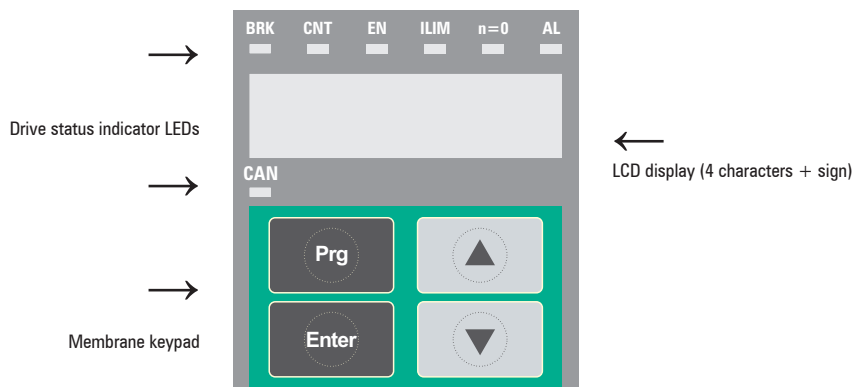 BRK CNT EN ILIM n=0 AL
Drive status indicator LEDs
LCD display (4 characters + sign)
CAN
Prg
Membrane keypad
Enter